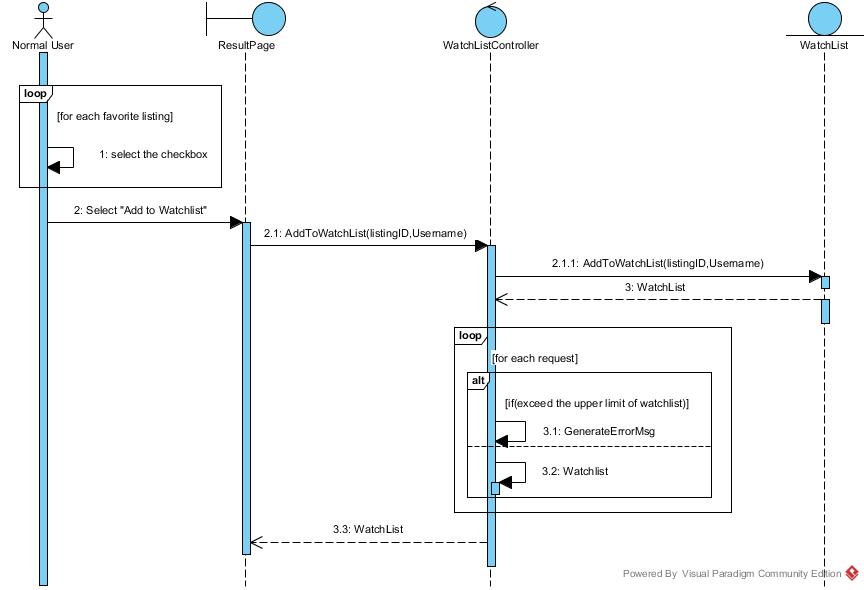 Normal User
ResultPage
WatchListController
WatchList
loop
[for each favorite listing]
1: select the checkbox
2: Select "Add to Watchlist"
2.1: AddToWatchList(listingID,Username)
2.1.1: AddToWatchList(listingID,Username)
3: WatchList
loop
[for each request]
alt
[if(exceed the upper limit of watchlist)]
3.1: GenerateErrorMsg
3.2: Watchlist
3.3: WatchList
Powered By Visual Paradigm Community Edition